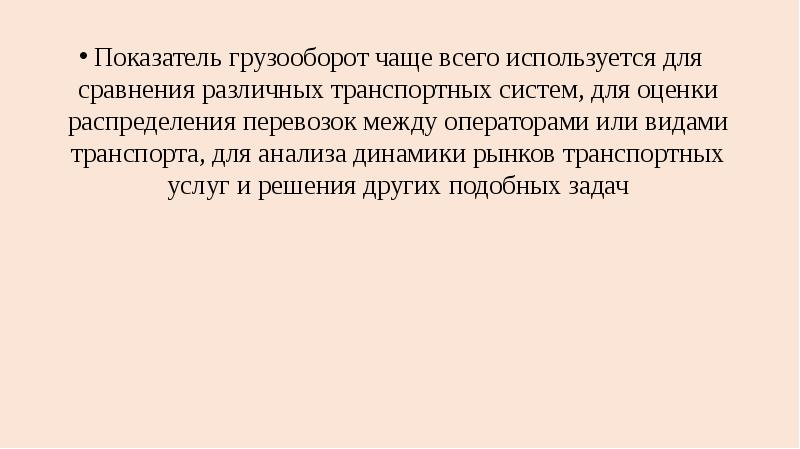 • Показатель грузооборот чаще всего используется для
сравнения различных транспортных систем, для оценки
распределения перевозок между операторами или видами
транспорта, для анализа динамики рынков транспортных
услуг и решения других подобных задач